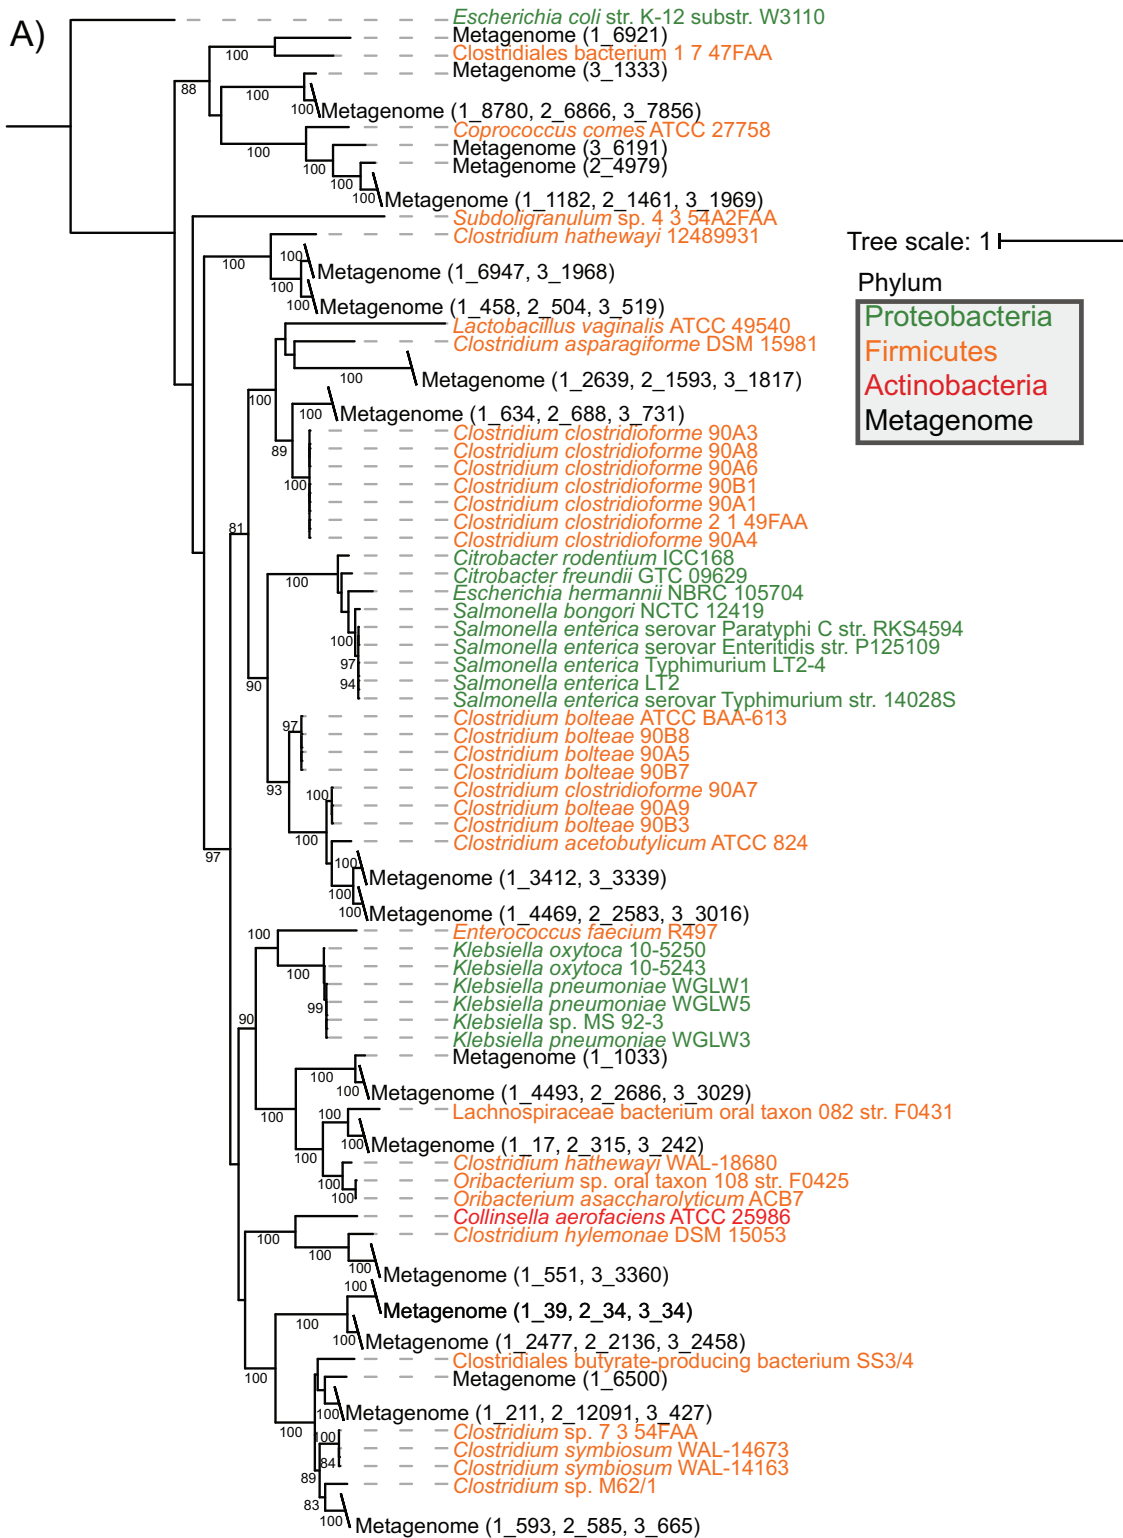 A)
Escherichia coli str. K-12 substr. W3110
Metagenome (1_6921)
100
Clostridiales bacterium 1 7 47FAA
Metagenome (3_1333)
88
100
100
Metagenome (1_8780, 2_6866, 3_7856)
Coprococcus comes ATCC 27758
100
Metagenome (3_6191)
100
Metagenome (2_4979)
100
100
Metagenome (1_1182, 2_1461, 3_1969)
Subdoligranulum sp. 4 3 54A2FAA
Clostridium hathewayi 12489931
Tree scale: 1
100
100
Metagenome (1_6947, 3_1968)
Phylum
100
Metagenome (1_458, 2_504, 3_519)
Proteobacteria
Firmicutes
Actinobacteria
Metagenome
Lactobacillus vaginalis ATCC 49540
Clostridium asparagiforme DSM 15981
100
Metagenome (1_2639, 2_1593, 3_1817)
100
100
Metagenome (1_634, 2_688, 3_731)
Clostridium clostridioforme 90A3
89
Clostridium clostridioforme 90A8
Clostridium clostridioforme 90A6
100
Clostridium clostridioforme 90B1
Clostridium clostridioforme 90A1
Clostridium clostridioforme 2 1 49FAA
81
Clostridium clostridioforme 90A4
Citrobacter rodentium ICC168
100
Citrobacter freundii GTC 09629
Escherichia hermannii NBRC 105704
Salmonella bongori NCTC 12419
Salmonella enterica serovar Paratyphi C str. RKS4594
100
Salmonella enterica serovar Enteritidis str. P125109
97
Salmonella enterica Typhimurium LT2-4
90
94
Salmonella enterica LT2
Salmonella enterica serovar Typhimurium str. 14028S
Clostridium bolteae ATCC BAA-613
97
Clostridium bolteae 90B8
Clostridium bolteae 90A5
Clostridium bolteae 90B7
93
Clostridium clostridioforme 90A7
100
Clostridium bolteae 90A9
Clostridium bolteae 90B3
100
Clostridium acetobutylicum ATCC 824
97
100
Metagenome (1_3412, 3_3339)
100
100
Metagenome (1_4469, 2_2583, 3_3016)
Enterococcus faecium R497
100
Klebsiella oxytoca 10-5250
100
Klebsiella oxytoca 10-5243
Klebsiella pneumoniae WGLW1
99
Klebsiella pneumoniae WGLW5
90
Klebsiella sp. MS 92-3
Klebsiella pneumoniae WGLW3
Metagenome (1_1033)
100
100
Metagenome (1_4493, 2_2686, 3_3029)
100
Lachnospiraceae bacterium oral taxon 082 str. F0431
100
100
Metagenome (1_17, 2_315, 3_242)
100
Clostridium hathewayi WAL-18680
Oribacterium sp. oral taxon 108 str. F0425
100
Oribacterium asaccharolyticum ACB7
100
Collinsella aerofaciens ATCC 25986
100
Clostridium hylemonae DSM 15053
100
100
Metagenome (1_551, 3_3360)
100
Metagenome (1_39, 2_34, 3_34)
100
100
Metagenome (1_2477, 2_2136, 3_2458)
Clostridiales butyrate-producing bacterium SS3/4
100
Metagenome (1_6500)
100
Metagenome (1_211, 2_12091, 3_427)
100
Clostridium sp. 7 3 54FAA
100
Clostridium symbiosum WAL-14673
84
Clostridium symbiosum WAL-14163
89
Clostridium sp. M62/1
83
100
Metagenome (1_593, 2_585, 3_665)